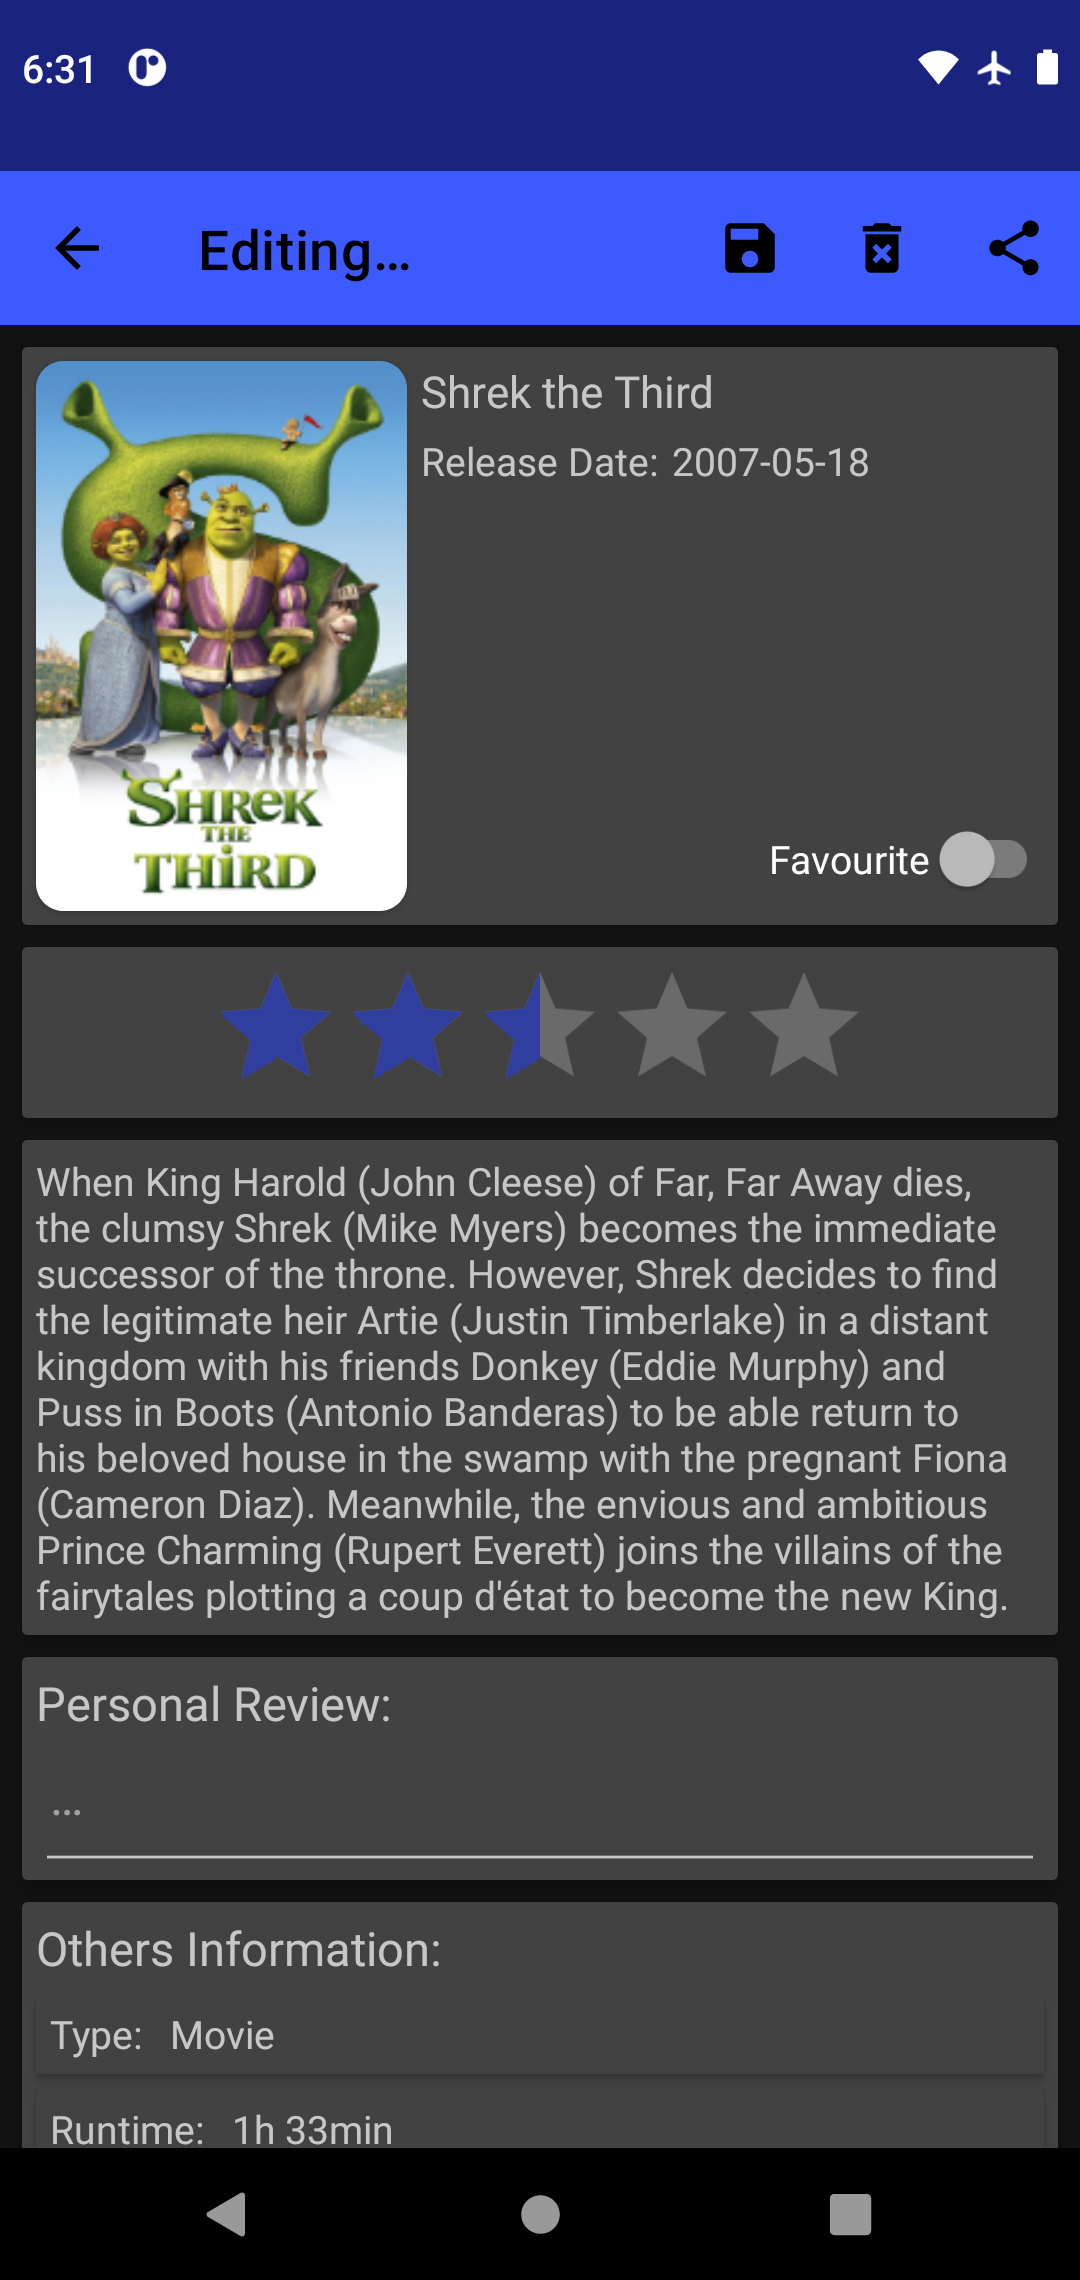 6:31
Editing...
Shrek the Third
Release Date: 2007-05-18
SHREK
THE
THiRD
Favourite
When King Harold (John Cleese) of Far, Far Away dies,
the clumsy Shrek (Mike Myers) becomes the immediate
successor of the throne. However, Shrek decides to find
the legitimate heir Artie (Justin Timberlake) in a distant
kingdom with his friends Donkey (Eddie Murphy) and
Puss in Boots (Antonio Banderas) to be able return to
his beloved house in the swamp with the pregnant Fiona
(Cameron Diaz). Meanwhile, the envious and ambitious
Prince Charming (Rupert Everett) joins the villains of the
fairytales plotting a coup d'état to become the new King.
Personal Review:
...
Others Information:
Type: Movie
Runtime: 1h 33min